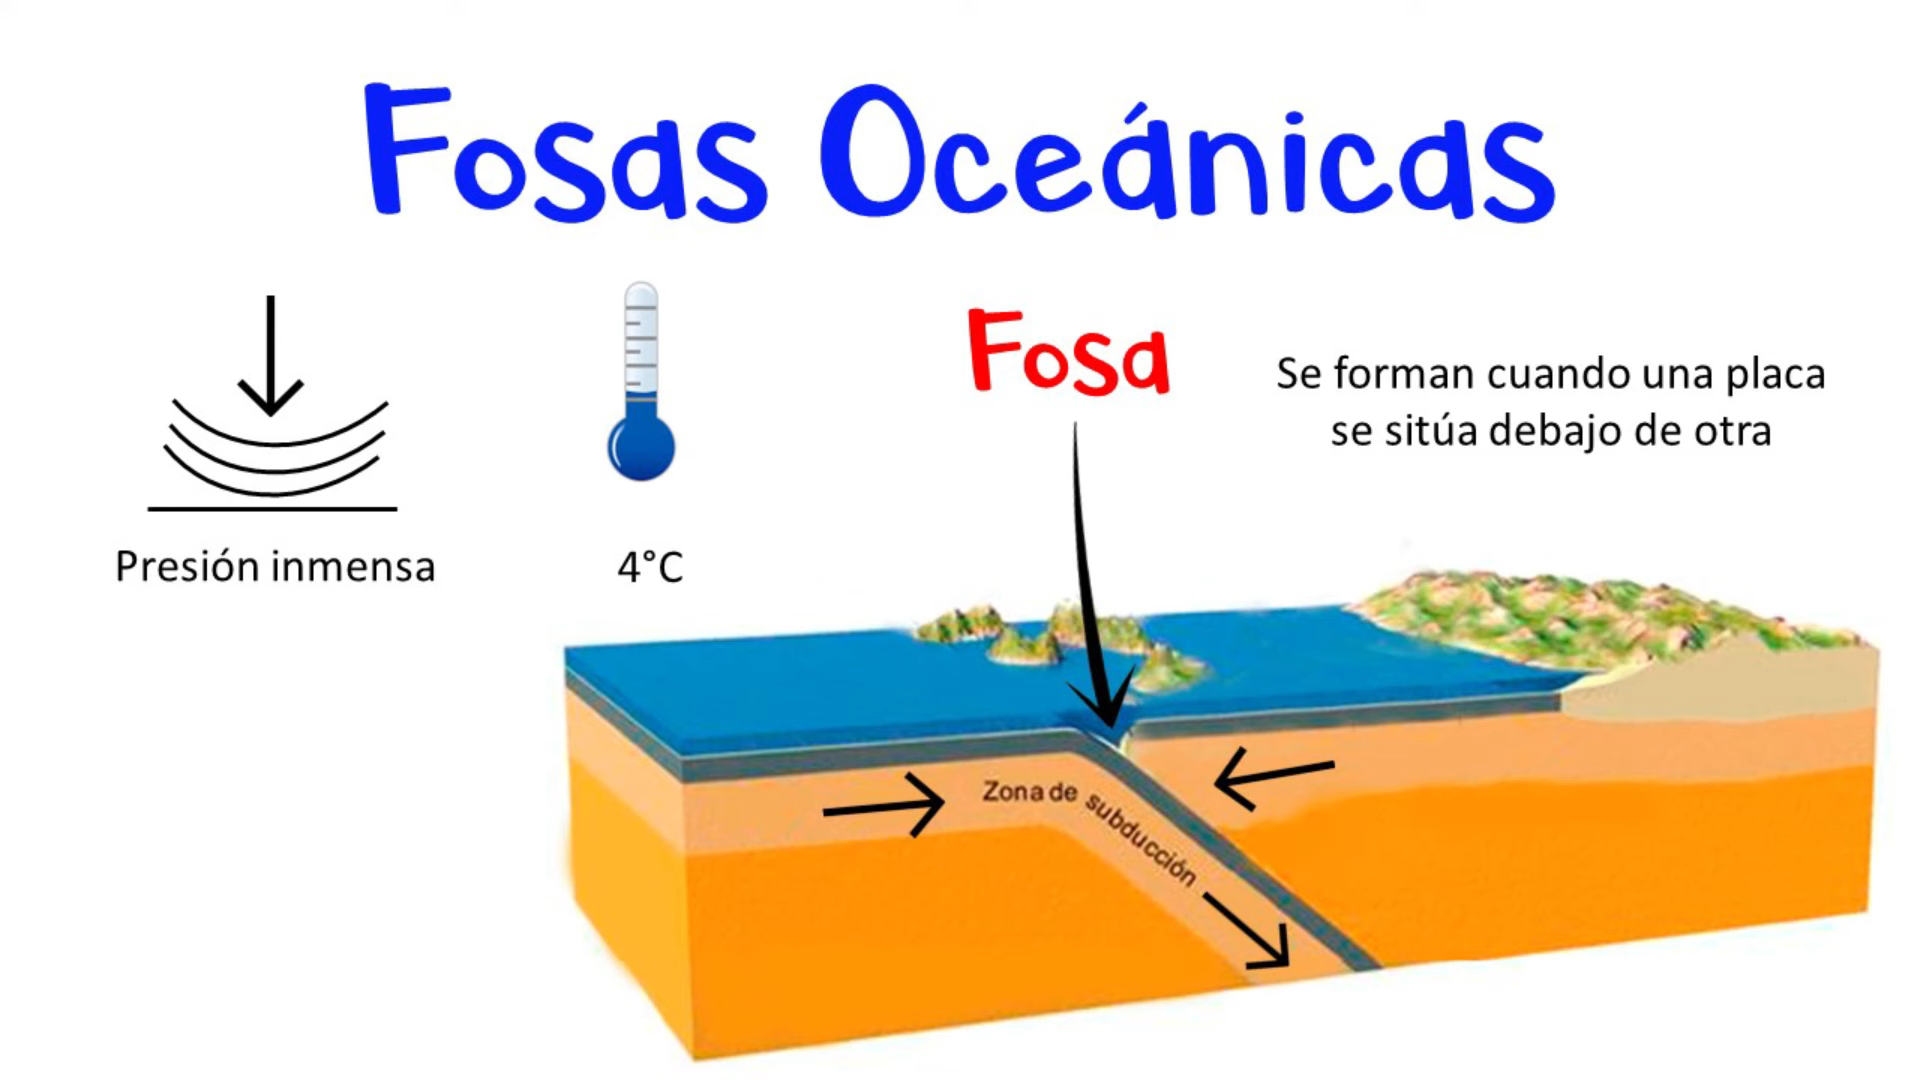 Fosas Oceánicas
Fosa
Se forman cuando una placa
se sitúa debajo de otra
Presión inmensa
4°C
Zona de subducción